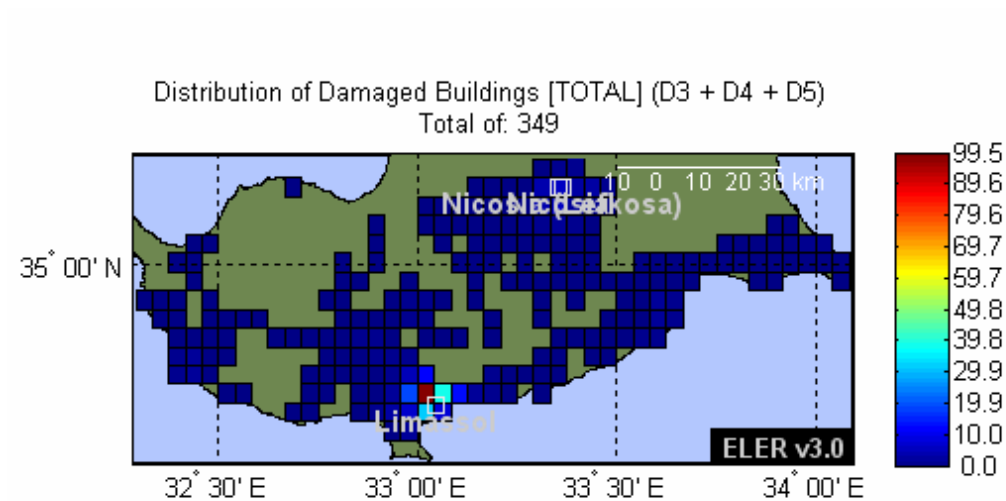 Distribution of Damaged Buildings [TOTAL] (D3 + D4 + D5)
Total of: 349
99.5
89.6
79.6
69.7
59.7
49.8
39.8
29.9
19.9
10.0
0.0
10 0 10 20 30 km
Nicosia
(Lefkosa)
35° 00' N
Limassol
ELER v3.0
32° 30' E
33° 00' E
33° 30' E
34° 00' E